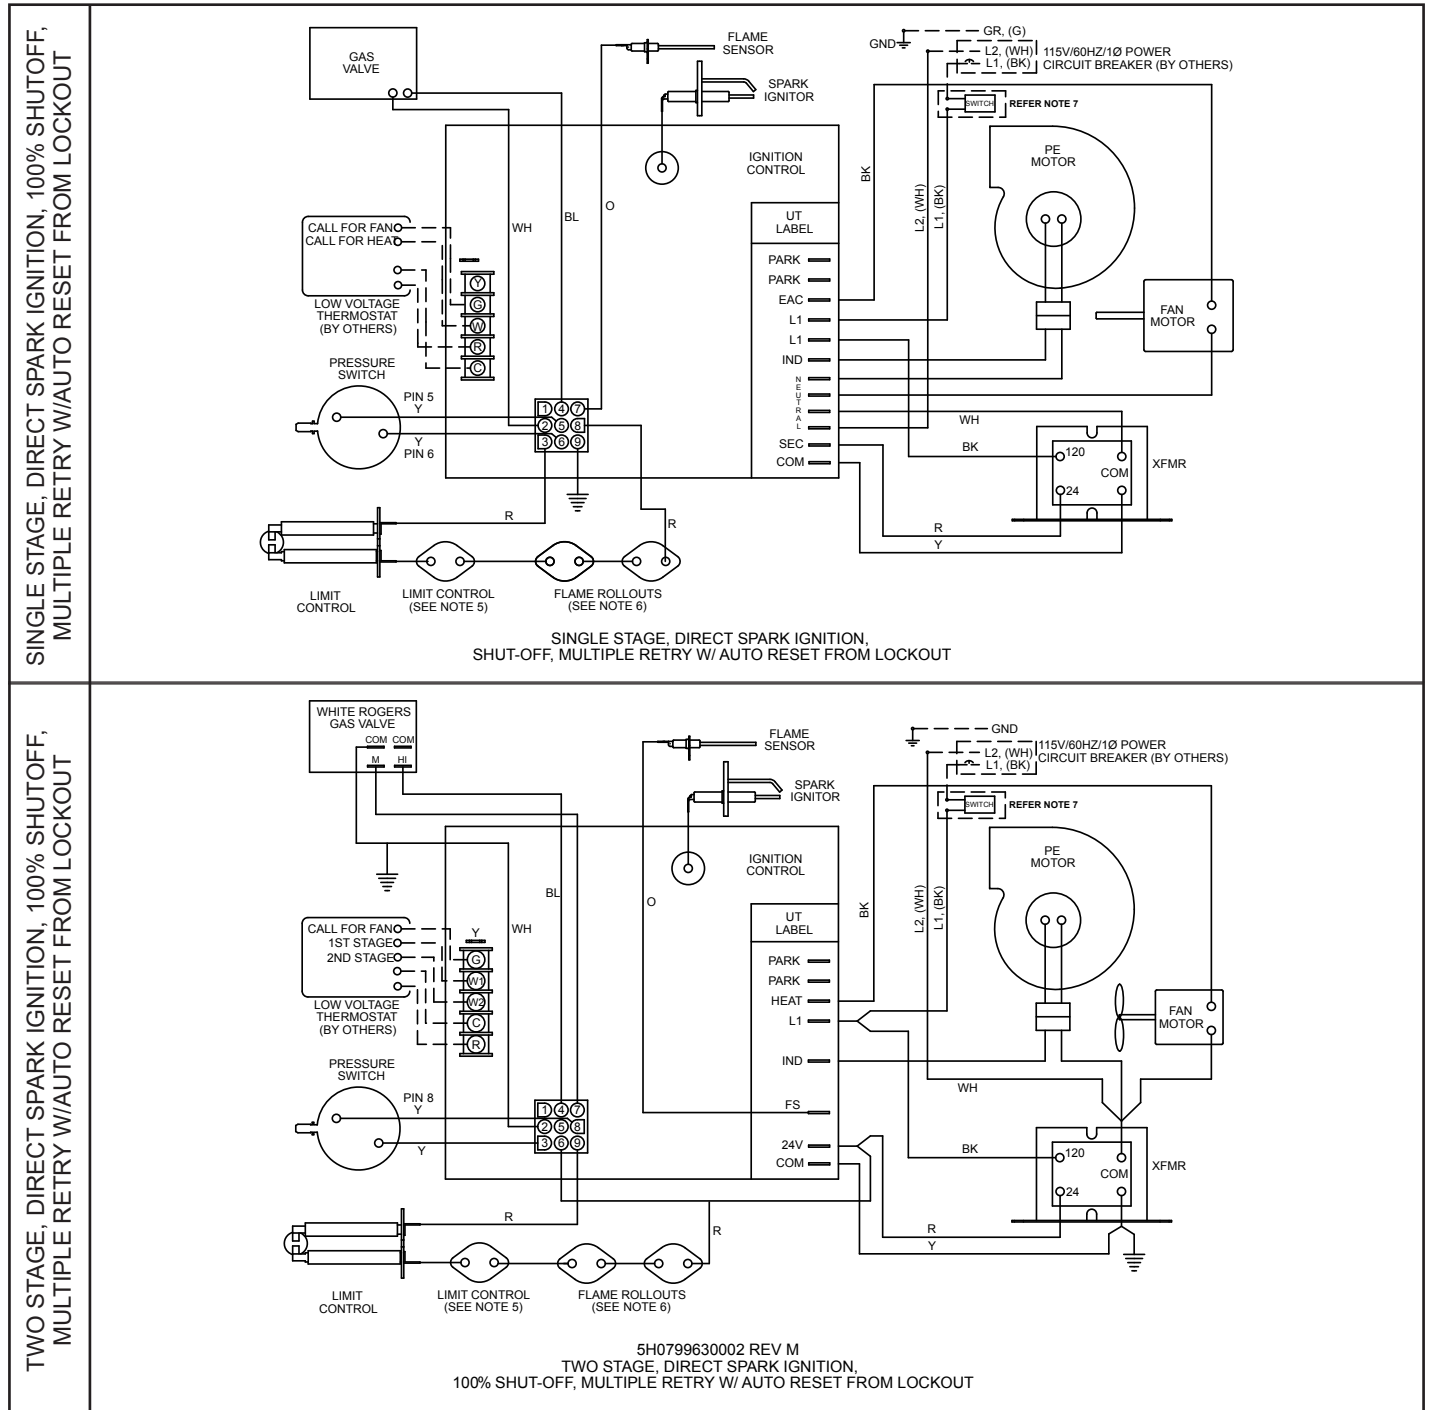 SINGLE STAGE, DIRECT SPARK IGNITION, 100% SHUTOFF,
MULTIPLE RETRY W/AUTO RESET FROM LOCKOUT
GAS
VALVE
FLAME
SENSOR
SPARK
IGNITOR
GND
GR, (G)
L2, (WH)
L1, (BK)
115V/60HZ/1Ø POWER
CIRCUIT BREAKER (BY OTHERS)
SWITCH
REFER NOTE 7
PE
MOTOR
IGNITION
CONTROL
BK
L2, (WH)
L1, (BK)
O
BL
WH
CALL FOR FAN
CALL FOR HEAT
LOW VOLTAGE
THERMOSTAT
(BY OTHERS)
Y
G
W
R
C
UT
LABEL
PARK
PARK
EAC
L1
L1
IND
NEUTRAL
SEC
COM
FAN
MOTOR
PRESSURE
SWITCH
PIN 5
Y
Y
PIN 6
1 4 7
2 5 8
3 6 9
WH
BK
120
COM
24
XFMR
R
Y
R
R
LIMIT
CONTROL
LIMIT CONTROL
(SEE NOTE 5)
FLAME ROLLOUTS
(SEE NOTE 6)
SINGLE STAGE, DIRECT SPARK IGNITION,
SHUT-OFF, MULTIPLE RETRY W/ AUTO RESET FROM LOCKOUT
TWO STAGE, DIRECT SPARK IGNITION, 100% SHUTOFF,
MULTIPLE RETRY W/AUTO RESET FROM LOCKOUT
WHITE ROGERS
GAS VALVE
COM COM
M HI
FLAME
SENSOR
SPARK
IGNITOR
GND
L2, (WH)
L1, (BK)
115V/60HZ/1Ø POWER
CIRCUIT BREAKER (BY OTHERS)
SWITCH
REFER NOTE 7
PE
MOTOR
IGNITION
CONTROL
BK
L2, (WH)
L1, (BK)
BL
O
WH
CALL FOR FAN
1ST STAGE
2ND STAGE
LOW VOLTAGE
THERMOSTAT
(BY OTHERS)
Y
G
W1
W2
C
R
UT
LABEL
PARK
PARK
HEAT
L1
IND
FS
24V
COM
FAN
MOTOR
PRESSURE
SWITCH
PIN 8
Y
Y
1 4 7
2 5 8
3 6 9
WH
BK
120
COM
24
XFMR
R
Y
R
R
LIMIT
CONTROL
LIMIT CONTROL
(SEE NOTE 5)
FLAME ROLLOUTS
(SEE NOTE 6)
5H0799630002 REV M
TWO STAGE, DIRECT SPARK IGNITION,
100% SHUT-OFF, MULTIPLE RETRY W/ AUTO RESET FROM LOCKOUT